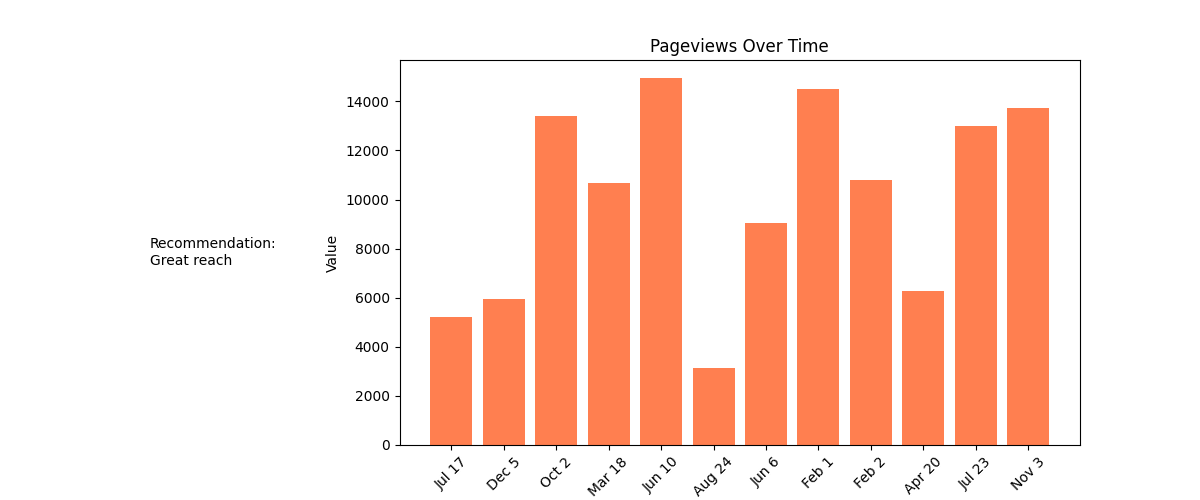 Pageviews Over Time
Recommendation:
Great reach
Value
14000
12000
10000
8000
6000
4000
2000
0
Jul 17
Dec 5
Oct 2
Mar 18
Jun 10
Aug 24
Jun 6
Feb 1
Feb 2
Apr 20
Jul 23
Nov 3